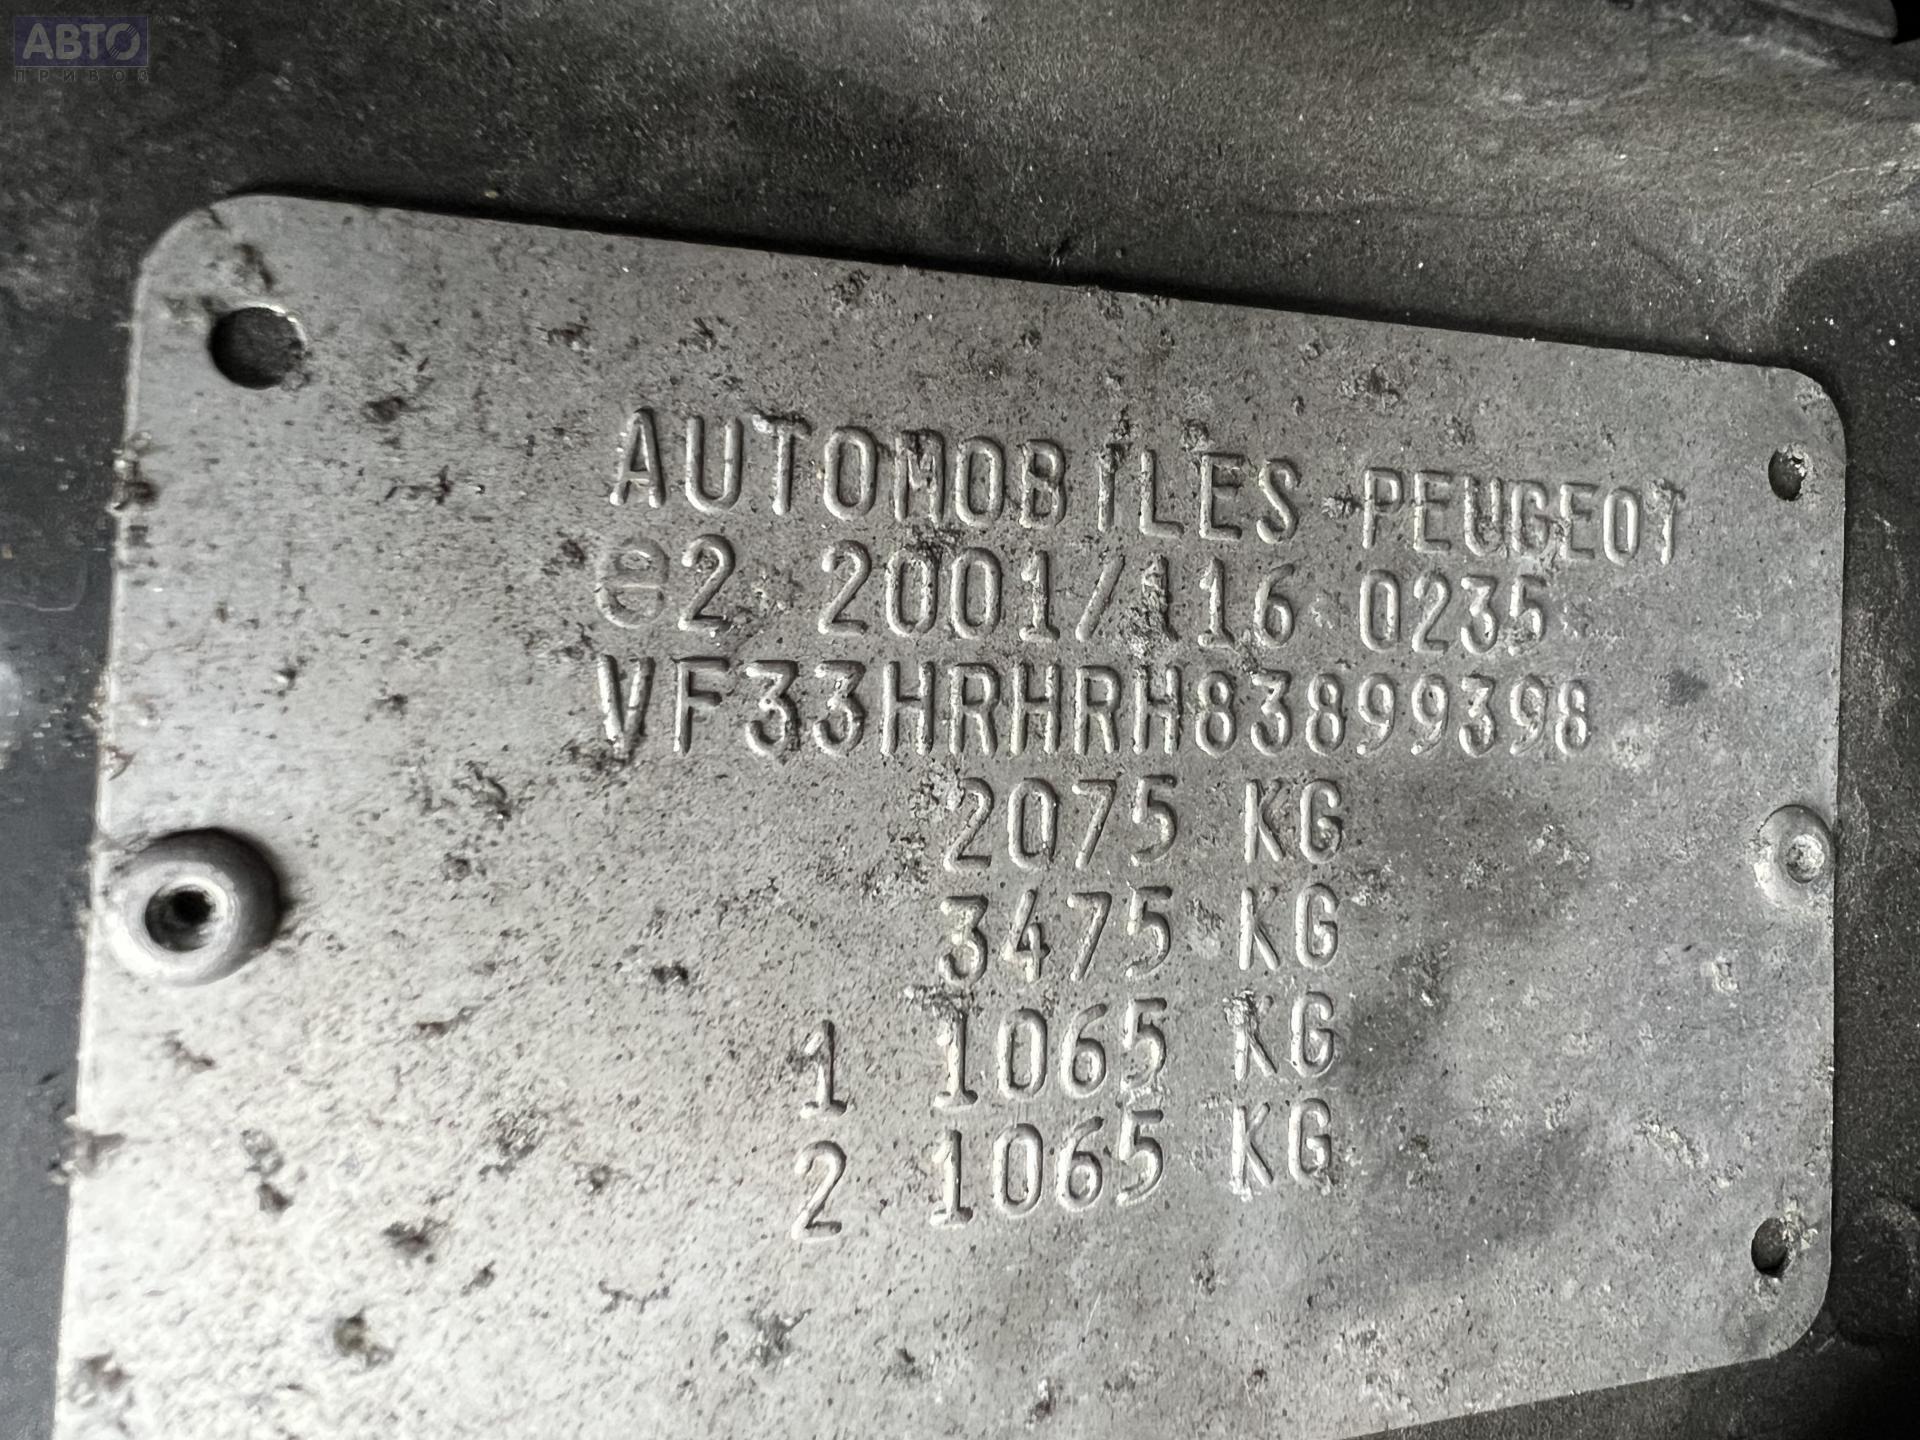 АВТО
ПРИВОЗ
AUTOMOBILES PEUGEOT
e2 2001/116 0235
VF33HRHRH83899398
2075 KG
3475 KG
1 1065 KG
2 1065 KG